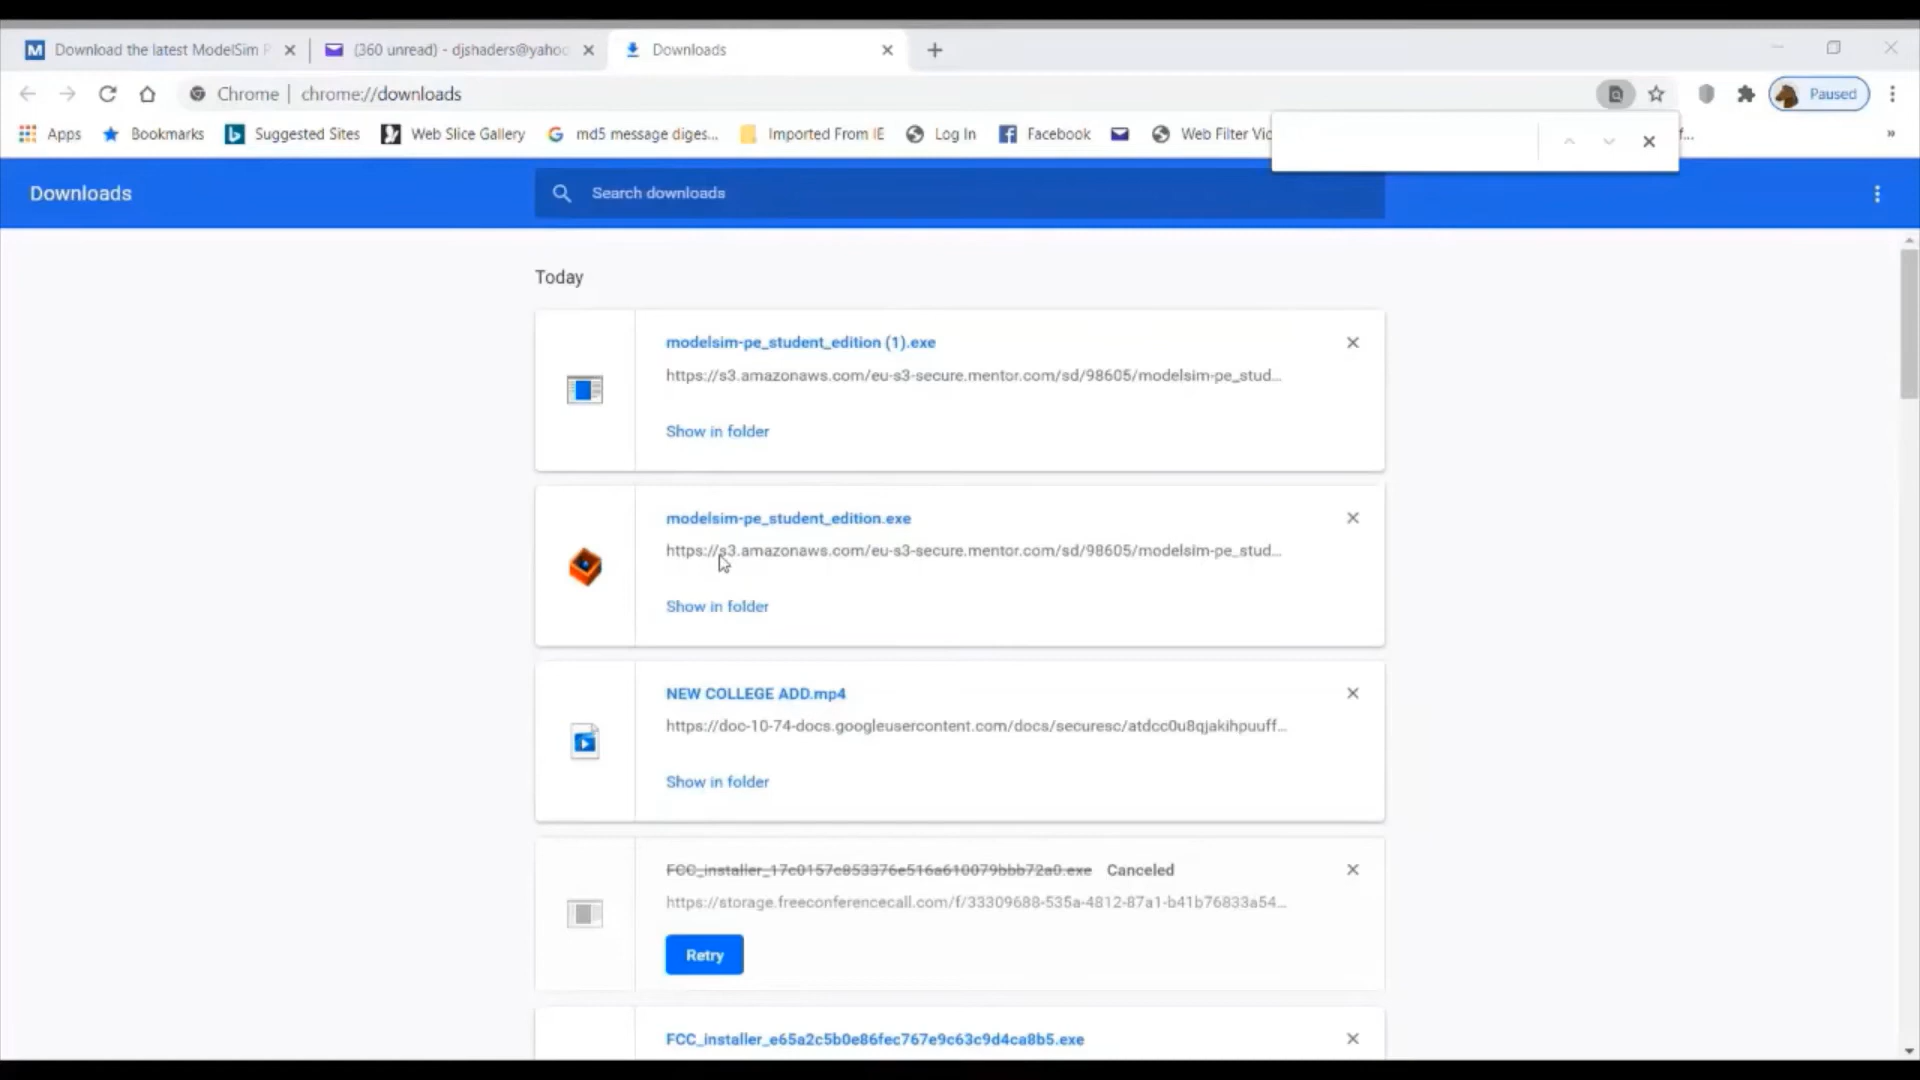 Download the latest ModelSim P
(360 unread) - djshaders@yahoo
Downloads
Chrome | chrome://downloads
Paused
Apps
Bookmarks
Suggested Sites
Web Slice Gallery
md5 message diges...
Imported From IE
Log In
Facebook
Web Filter Vio
f...
Downloads
Search downloads
Today
modelsim-pe_student_edition (1).exe
https://s3.amazonaws.com/eu-s3-secure.mentor.com/sd/98605/modelsim-pe_stud...
Show in folder
modelsim-pe_student_edition.exe
https://s3.amazonaws.com/eu-s3-secure.mentor.com/sd/98605/modelsim-pe_stud...
Show in folder
NEW COLLEGE ADD.mp4
https://doc-10-74-docs.googleusercontent.com/docs/securesc/atdcc0u8qjakihpuuff...
Show in folder
FCC_installer_17c0157c853376e516a610079bbb72a0.exe Canceled
https://storage.freeconferencecall.com/f/33309688-535a-4812-87a1-b41b76833a54...
Retry
FCC_installer_e65a2c5b0e86fec767e9c63c9d4ca8b5.exe